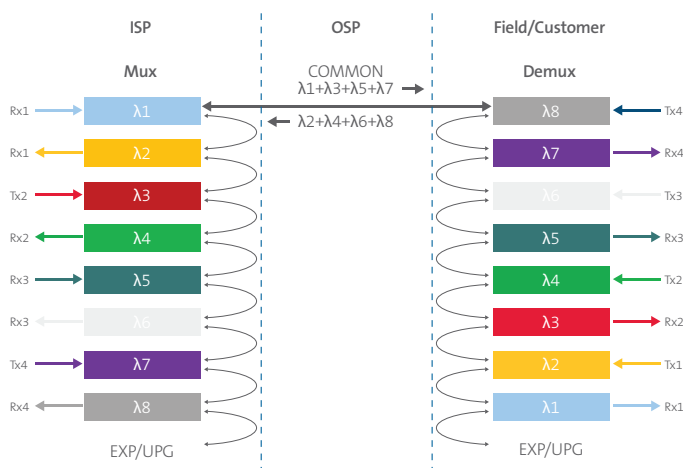 ISP OSP Field/Customer
Mux COMMON Demux
λ1+λ3+λ5+λ7
λ2+λ4+λ6+λ8
Rx1 λ1 λ8 Tx4
Rx1 λ2 λ7 Rx4
Tx2 λ3 λ6 Tx3
Rx2 λ4 λ5 Rx3
Rx3 λ5 λ4 Tx2
Rx3 λ6 λ3 Rx2
Tx4 λ7 λ2 Tx1
Rx4 λ8 λ1 Rx1
EXP/UPG EXP/UPG